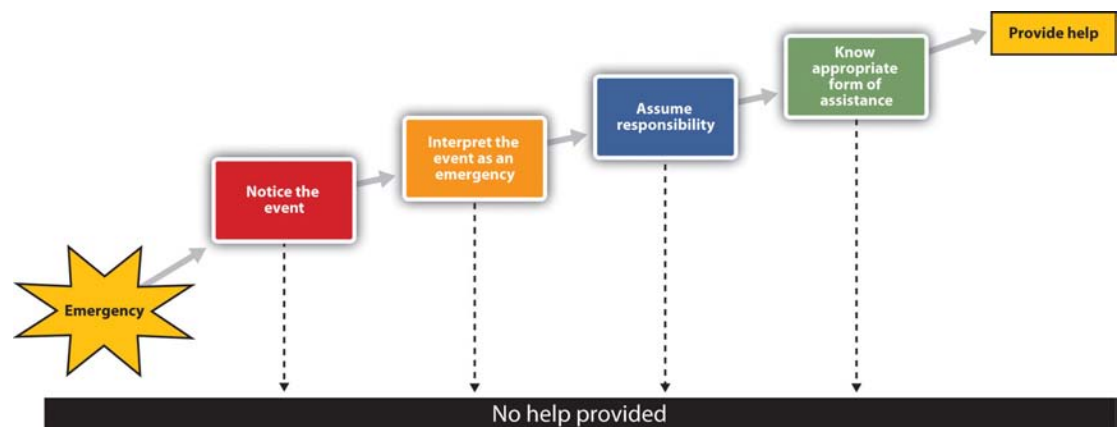 Emergency
Notice the
event
Interpret the
event as an
emergency
Assume
responsibility
Know
appropriate
form of
assistance
Provide help
No help provided